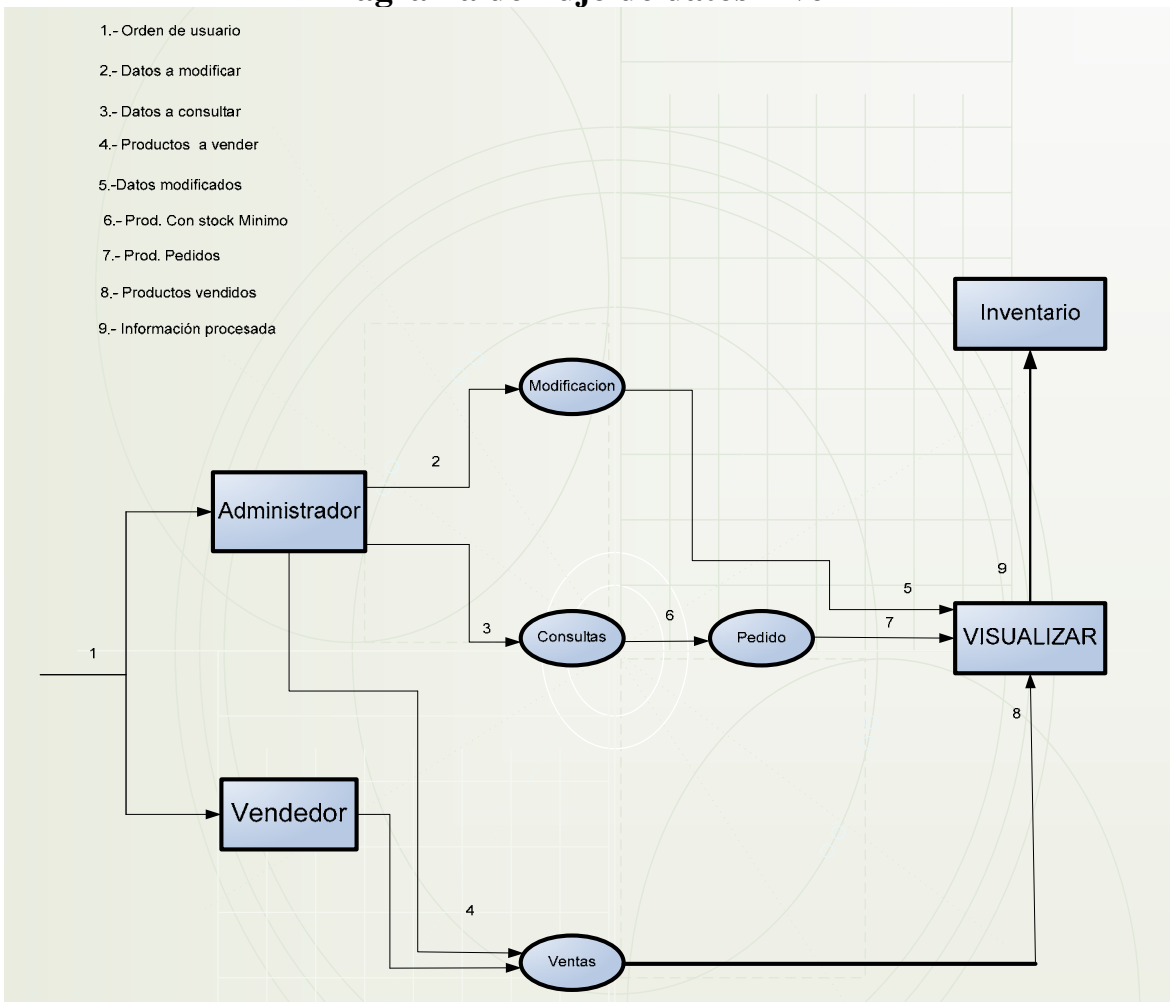 1.- Orden de usuario
2.- Datos a modificar
3.- Datos a consultar
4.- Productos a vender
5.-Datos modificados
6.- Prod. Con stock Minimo
7.- Prod. Pedidos
8.- Productos vendidos
9.- Información procesada
Inventario
Modificacion
2
Administrador
9
5
3
Consultas
6
Pedido
7
VISUALIZAR
1
8
Vendedor
4
Ventas